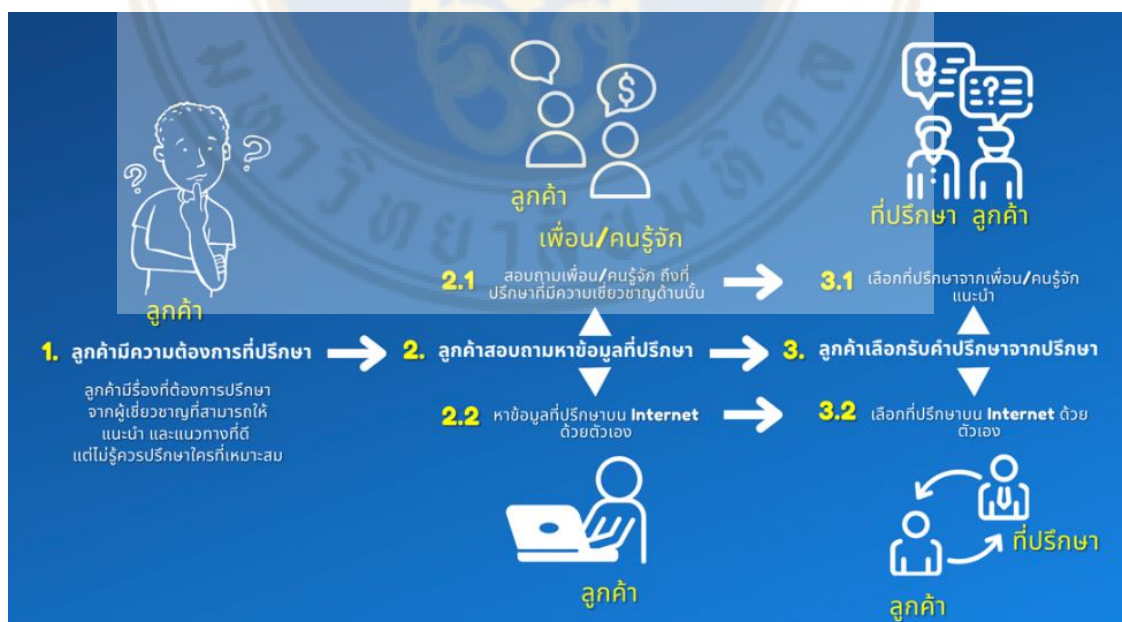 มหาวิทยาลัยมหิดล
ลูกค้า
1. ลูกค้ามีความต้องการที่ปรึกษา
ลูกค้ามีเรื่องที่ต้องการปรึกษา
จากผู้เชี่ยวชาญที่สามารถให้
แนะนำ และแนวทางที่ดี
แต่ไม่รู้ควรปรึกษาใครที่เหมาะสม
ลูกค้า
เพื่อน/คนรู้จัก
2.1 สอบถามเพื่อน/คนรู้จัก ถึงที่
ปรึกษาที่มีความเชี่ยวชาญด้านนั้น
2. ลูกค้าสอบถามหาข้อมูลที่ปรึกษา
2.2 หาข้อมูลที่ปรึกษาบน Internet
ด้วยตัวเอง
ลูกค้า
ที่ปรึกษา ลูกค้า
3.1 เลือกที่ปรึกษาจากเพื่อน/คนรู้จัก
แนะนำ
3. ลูกค้าเลือกรับคำปรึกษาจากปรึกษา
3.2 เลือกที่ปรึกษาบน Internet ด้วย
ตัวเอง
ที่ปรึกษา
ลูกค้า